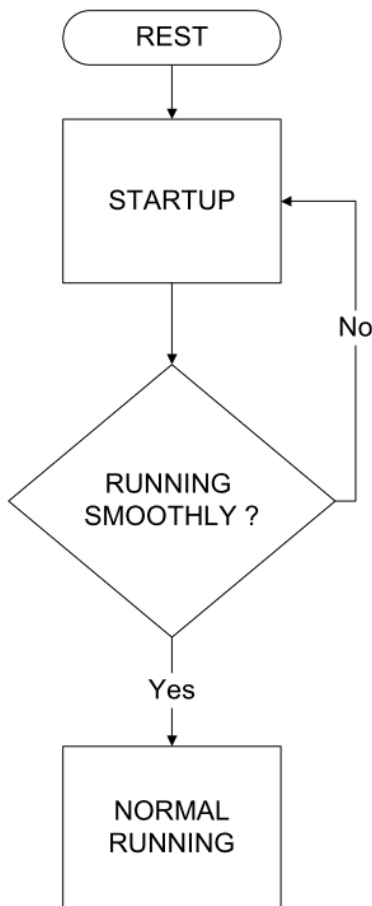 REST
STARTUP
No
RUNNING
SMOOTHLY ?
Yes
NORMAL
RUNNING